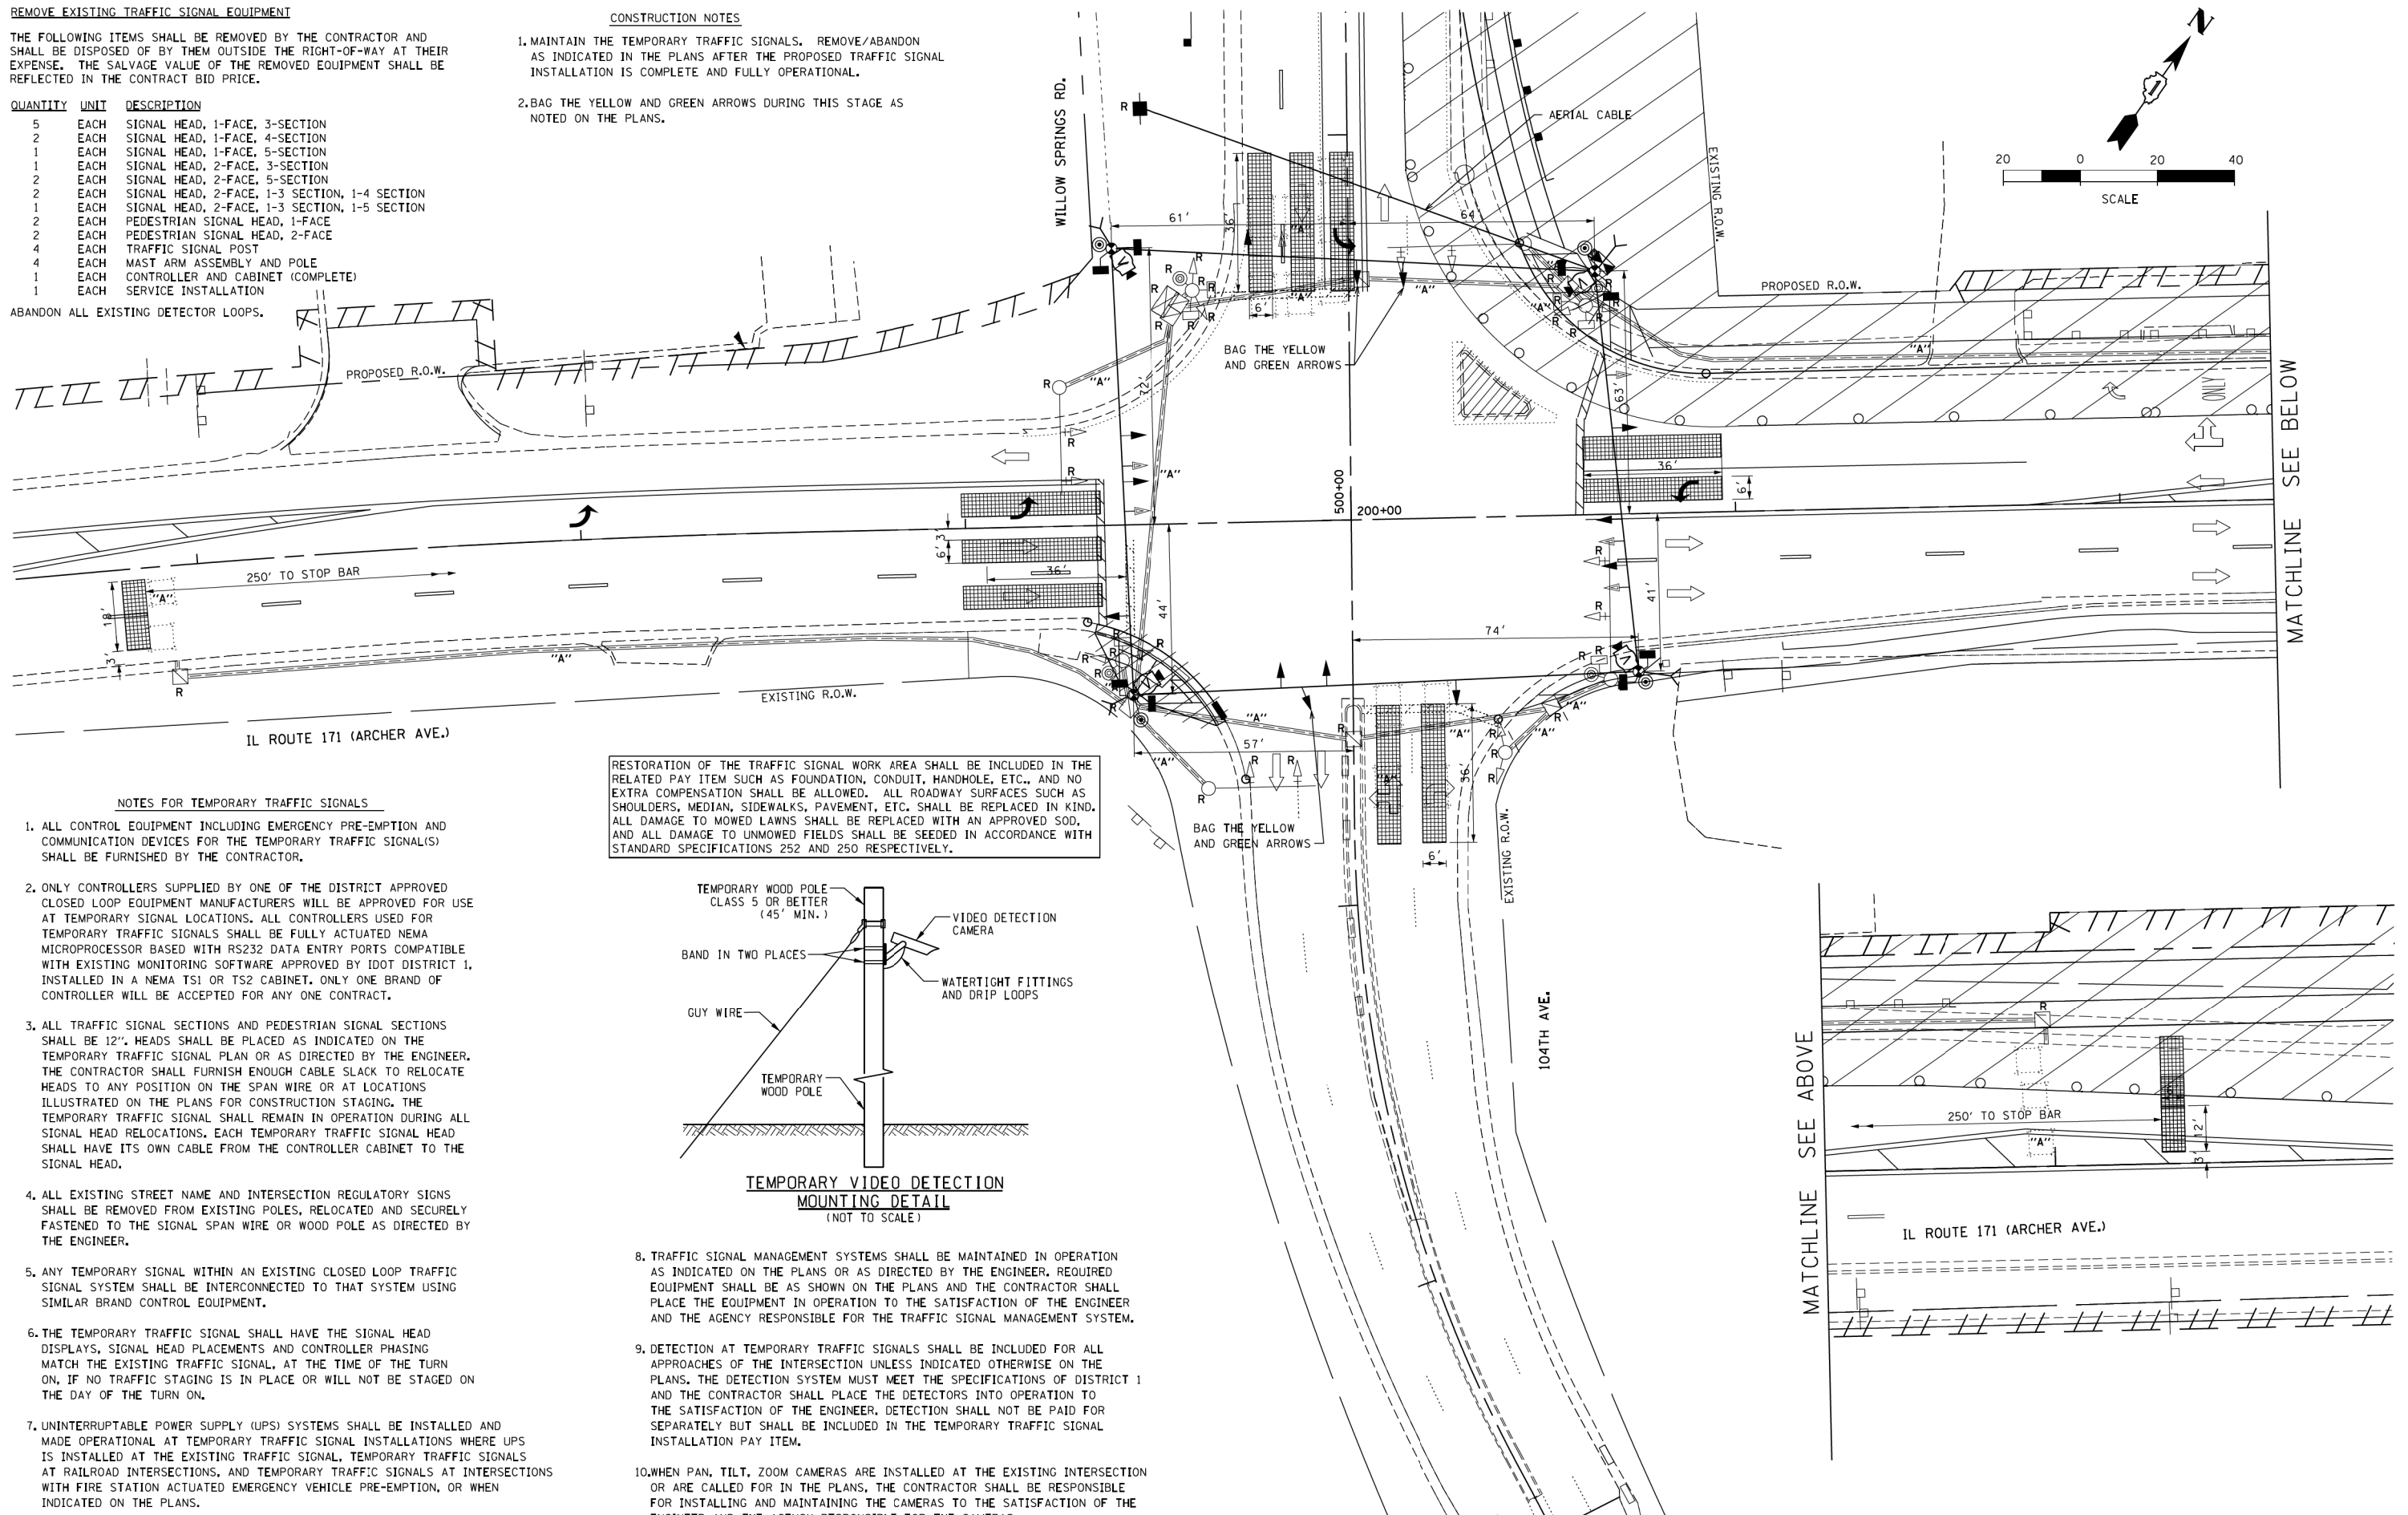 REMOVE EXISTING TRAFFIC SIGNAL EQUIPMENT
THE FOLLOWING ITEMS SHALL BE REMOVED BY THE CONTRACTOR AND
SHALL BE DISPOSED OF BY THEM OUTSIDE THE RIGHT-OF-WAY AT THEIR
EXPENSE. THE SALVAGE VALUE OF THE REMOVED EQUIPMENT SHALL BE
REFLECTED IN THE CONTRACT BID PRICE.
QUANTITY UNIT DESCRIPTION
5 EACH SIGNAL HEAD, 1-FACE, 3-SECTION
2 EACH SIGNAL HEAD, 1-FACE, 4-SECTION
1 EACH SIGNAL HEAD, 1-FACE, 5-SECTION
1 EACH SIGNAL HEAD, 2-FACE, 3-SECTION
2 EACH SIGNAL HEAD, 2-FACE, 5-SECTION
2 EACH SIGNAL HEAD, 2-FACE, 1-3 SECTION, 1-4 SECTION
1 EACH SIGNAL HEAD, 2-FACE, 1-3 SECTION, 1-5 SECTION
2 EACH PEDESTRIAN SIGNAL HEAD, 1-FACE
2 EACH PEDESTRIAN SIGNAL HEAD, 2-FACE
4 EACH TRAFFIC SIGNAL POST
4 EACH MAST ARM ASSEMBLY AND POLE
1 EACH CONTROLLER AND CABINET (COMPLETE)
1 EACH SERVICE INSTALLATION
ABANDON ALL EXISTING DETECTOR LOOPS.
CONSTRUCTION NOTES
1. MAINTAIN THE TEMPORARY TRAFFIC SIGNALS. REMOVE/ABANDON
AS INDICATED IN THE PLANS AFTER THE PROPOSED TRAFFIC SIGNAL
INSTALLATION IS COMPLETE AND FULLY OPERATIONAL.
2. BAG THE YELLOW AND GREEN ARROWS DURING THIS STAGE AS
NOTED ON THE PLANS.
WILLOW SPRINGS RD.
R
AERIAL CABLE
EXISTING R.O.W.
N
20 0 20 40
SCALE
61'
64'
36'
"A"
6'
72'
63'
PROPOSED R.O.W.
BAG THE YELLOW
AND GREEN ARROWS
PROPOSED R.O.W.
"A"
"A"
"A"
ONLY
36'
6'
500+00
200+00
MATCHLINE SEE BELOW
250' TO STOP BAR
"A"
18'
3'
6'
3'
36'
44'
41'
74'
R
"A"
EXISTING R.O.W.
IL ROUTE 171 (ARCHER AVE.)
57'
"A"
"A"
"A"
36'
6'
BAG THE YELLOW
AND GREEN ARROWS
EXISTING R.O.W.
104TH AVE.
RESTORATION OF THE TRAFFIC SIGNAL WORK AREA SHALL BE INCLUDED IN THE
RELATED PAY ITEM SUCH AS FOUNDATION, CONDUIT, HANDHOLE, ETC., AND NO
EXTRA COMPENSATION SHALL BE ALLOWED. ALL ROADWAY SURFACES SUCH AS
SHOULDERS, MEDIAN, SIDEWALKS, PAVEMENT, ETC. SHALL BE REPLACED IN KIND.
ALL DAMAGE TO MOWED LAWNS SHALL BE REPLACED WITH AN APPROVED SOD,
AND ALL DAMAGE TO UNMOWED FIELDS SHALL BE SEEDED IN ACCORDANCE WITH
STANDARD SPECIFICATIONS 252 AND 250 RESPECTIVELY.
NOTES FOR TEMPORARY TRAFFIC SIGNALS
1. ALL CONTROL EQUIPMENT INCLUDING EMERGENCY PRE-EMPTION AND
COMMUNICATION DEVICES FOR THE TEMPORARY TRAFFIC SIGNAL(S)
SHALL BE FURNISHED BY THE CONTRACTOR.
2. ONLY CONTROLLERS SUPPLIED BY ONE OF THE DISTRICT APPROVED
CLOSED LOOP EQUIPMENT MANUFACTURERS WILL BE APPROVED FOR USE
AT TEMPORARY SIGNAL LOCATIONS. ALL CONTROLLERS USED FOR
TEMPORARY TRAFFIC SIGNALS SHALL BE FULLY ACTUATED NEMA
MICROPROCESSOR BASED WITH RS232 DATA ENTRY PORTS COMPATIBLE
WITH EXISTING MONITORING SOFTWARE APPROVED BY IDOT DISTRICT 1,
INSTALLED IN A NEMA TS1 OR TS2 CABINET. ONLY ONE BRAND OF
CONTROLLER WILL BE ACCEPTED FOR ANY ONE CONTRACT.
3. ALL TRAFFIC SIGNAL SECTIONS AND PEDESTRIAN SIGNAL SECTIONS
SHALL BE 12". HEADS SHALL BE PLACED AS INDICATED ON THE
TEMPORARY TRAFFIC SIGNAL PLAN OR AS DIRECTED BY THE ENGINEER.
THE CONTRACTOR SHALL FURNISH ENOUGH CABLE SLACK TO RELOCATE
HEADS TO ANY POSITION ON THE SPAN WIRE OR AT LOCATIONS
ILLUSTRATED ON THE PLANS FOR CONSTRUCTION STAGING. THE
TEMPORARY TRAFFIC SIGNAL SHALL REMAIN IN OPERATION DURING ALL
SIGNAL HEAD RELOCATIONS. EACH TEMPORARY TRAFFIC SIGNAL HEAD
SHALL HAVE ITS OWN CABLE FROM THE CONTROLLER CABINET TO THE
SIGNAL HEAD.
4. ALL EXISTING STREET NAME AND INTERSECTION REGULATORY SIGNS
SHALL BE REMOVED FROM EXISTING POLES, RELOCATED AND SECURELY
FASTENED TO THE SIGNAL SPAN WIRE OR WOOD POLE AS DIRECTED BY
THE ENGINEER.
5. ANY TEMPORARY SIGNAL WITHIN AN EXISTING CLOSED LOOP TRAFFIC
SIGNAL SYSTEM SHALL BE INTERCONNECTED TO THAT SYSTEM USING
SIMILAR BRAND CONTROL EQUIPMENT.
6. THE TEMPORARY TRAFFIC SIGNAL SHALL HAVE THE SIGNAL HEAD
DISPLAYS, SIGNAL HEAD PLACEMENTS AND CONTROLLER PHASING
MATCH THE EXISTING TRAFFIC SIGNAL, AT THE TIME OF THE TURN
ON, IF NO TRAFFIC STAGING IS IN PLACE OR WILL NOT BE STAGED ON
THE DAY OF THE TURN ON.
7. UNINTERRUPTABLE POWER SUPPLY (UPS) SYSTEMS SHALL BE INSTALLED AND
MADE OPERATIONAL AT TEMPORARY TRAFFIC SIGNAL INSTALLATIONS WHERE UPS
IS INSTALLED AT THE EXISTING TRAFFIC SIGNAL, TEMPORARY TRAFFIC SIGNALS
AT RAILROAD INTERSECTIONS, AND TEMPORARY TRAFFIC SIGNALS AT INTERSECTIONS
WITH FIRE STATION ACTUATED EMERGENCY VEHICLE PRE-EMPTION, OR WHEN
INDICATED ON THE PLANS.
TEMPORARY WOOD POLE
CLASS 5 OR BETTER
(45' MIN.)
VIDEO DETECTION
CAMERA
BAND IN TWO PLACES
WATERTIGHT FITTINGS
AND DRIP LOOPS
GUY WIRE
TEMPORARY
WOOD POLE
TEMPORARY VIDEO DETECTION
MOUNTING DETAIL
(NOT TO SCALE)
8. TRAFFIC SIGNAL MANAGEMENT SYSTEMS SHALL BE MAINTAINED IN OPERATION
AS INDICATED ON THE PLANS OR AS DIRECTED BY THE ENGINEER. REQUIRED
EQUIPMENT SHALL BE AS SHOWN ON THE PLANS AND THE CONTRACTOR SHALL
PLACE THE EQUIPMENT IN OPERATION TO THE SATISFACTION OF THE ENGINEER
AND THE AGENCY RESPONSIBLE FOR THE TRAFFIC SIGNAL MANAGEMENT SYSTEM.
9. DETECTION AT TEMPORARY TRAFFIC SIGNALS SHALL BE INCLUDED FOR ALL
APPROACHES OF THE INTERSECTION UNLESS INDICATED OTHERWISE ON THE
PLANS. THE DETECTION SYSTEM MUST MEET THE SPECIFICATIONS OF DISTRICT 1
AND THE CONTRACTOR SHALL PLACE THE DETECTORS INTO OPERATION TO
THE SATISFACTION OF THE ENGINEER. DETECTION SHALL NOT BE PAID FOR
SEPARATELY BUT SHALL BE INCLUDED IN THE TEMPORARY TRAFFIC SIGNAL
INSTALLATION PAY ITEM.
10. WHEN PAN, TILT, ZOOM CAMERAS ARE INSTALLED AT THE EXISTING INTERSECTION
OR ARE CALLED FOR IN THE PLANS, THE CONTRACTOR SHALL BE RESPONSIBLE
FOR INSTALLING AND MAINTAINING THE CAMERAS TO THE SATISFACTION OF THE
MATCHLINE SEE ABOVE
R
250' TO STOP BAR
"A"
6'
12'
3'
IL ROUTE 171 (ARCHER AVE.)